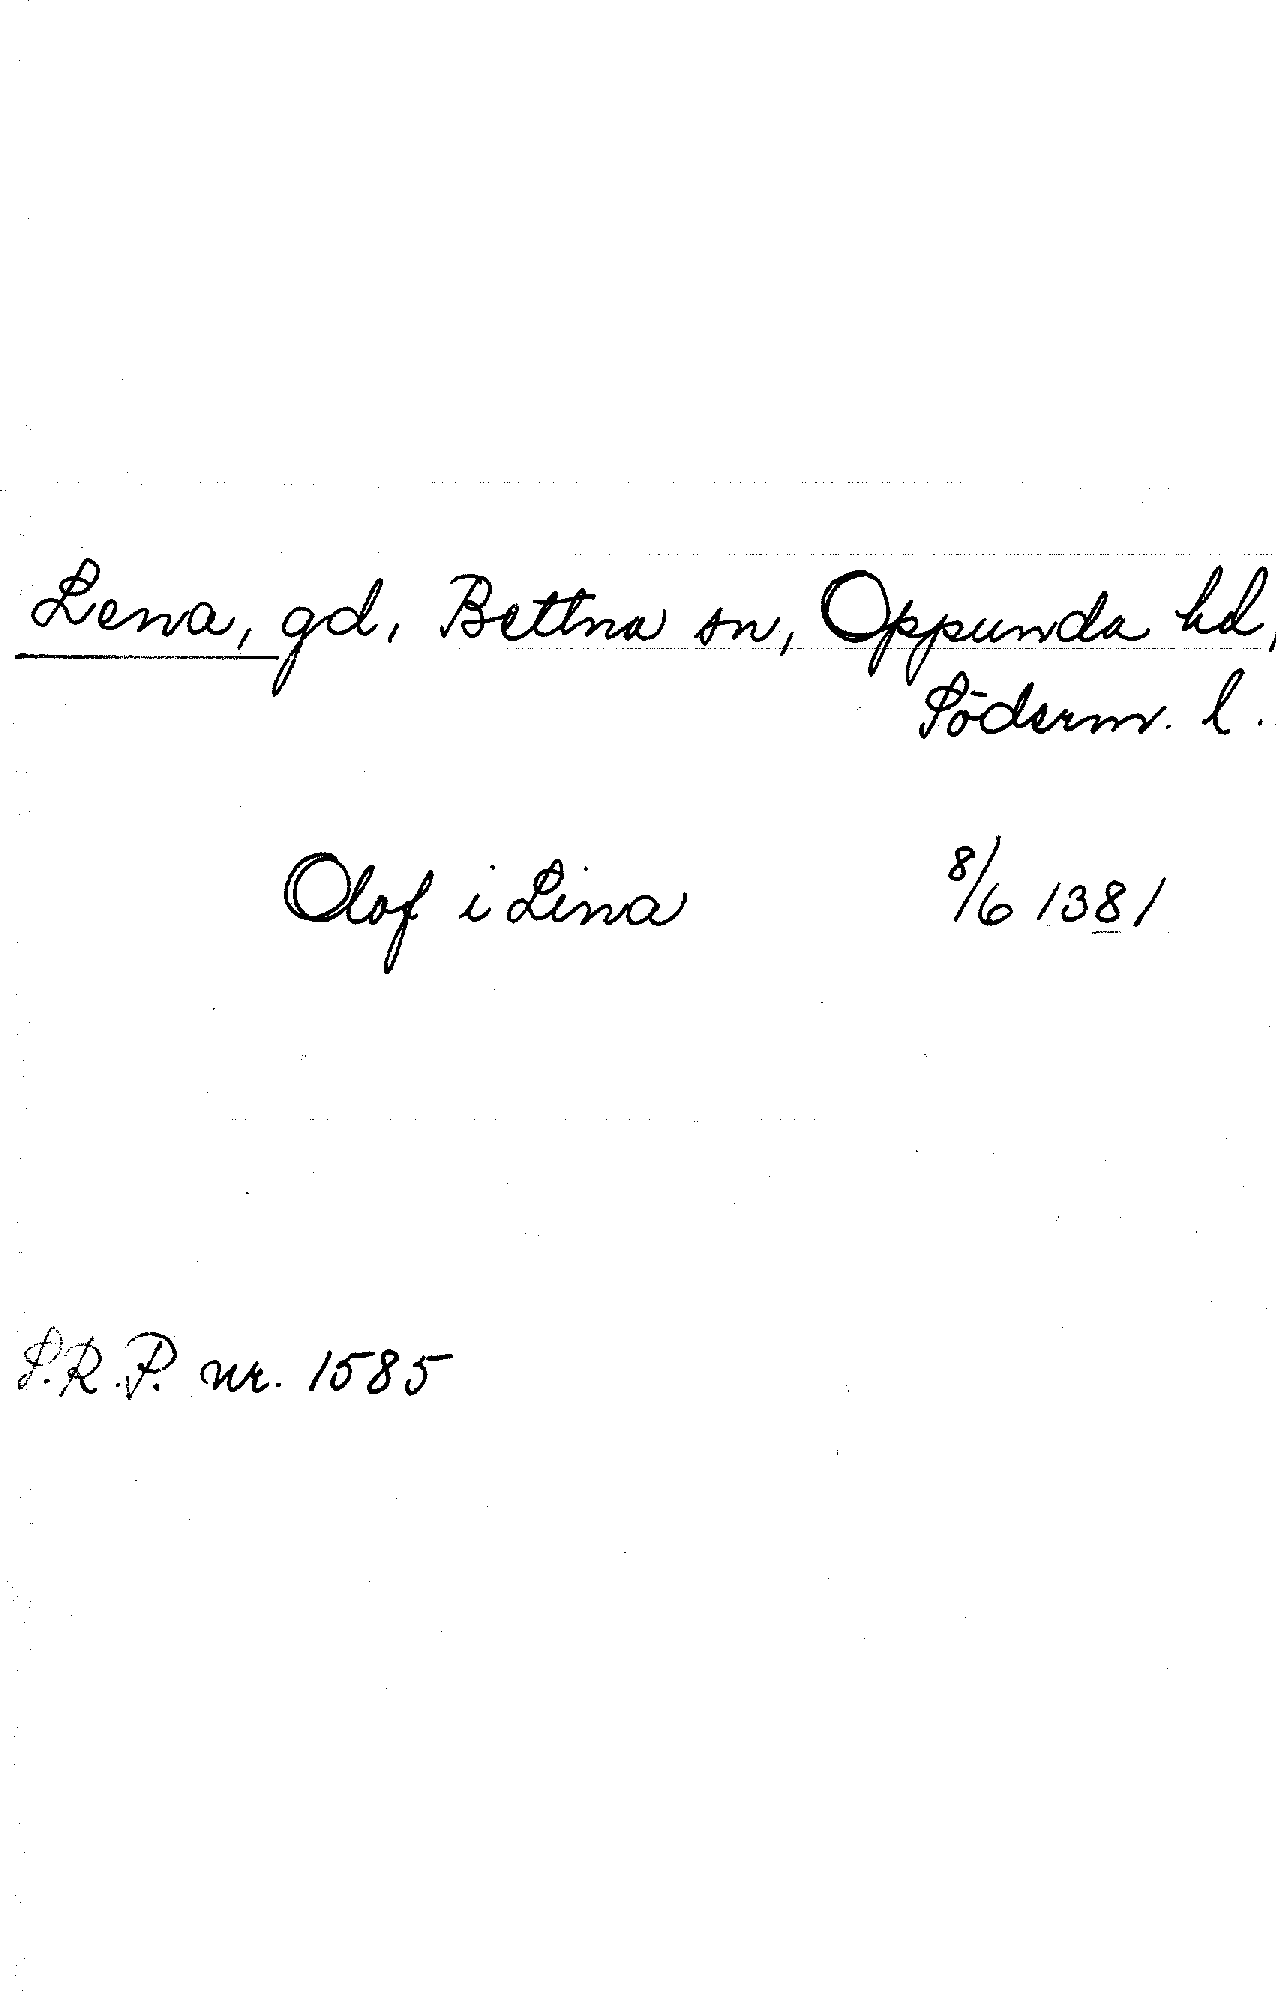 Lena, gd, Bettna sn, Oppunda hd,
Söderm. l.
Olof i Lina 8/6 1381
S.R.P. nr. 1585